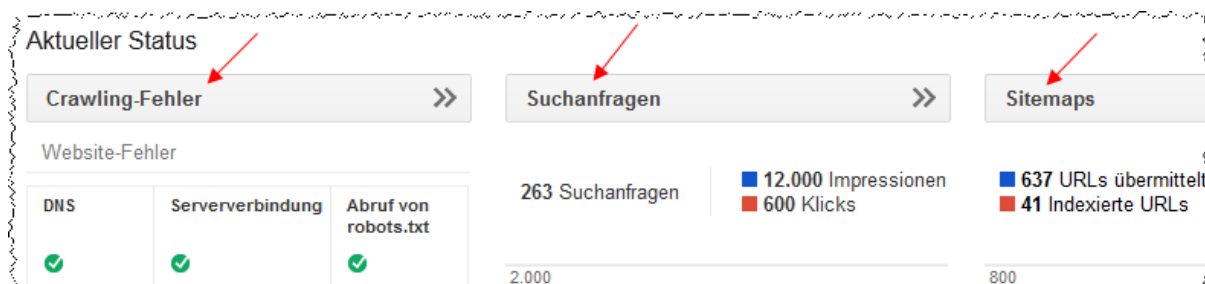 Aktueller Status
Crawling-Fehler
Website-Fehler
DNS
Serververbindung
Abruf von
robots.txt
Suchanfragen
263 Suchanfragen
12.000 Impressionen
600 Klicks
2.000
Sitemaps
637 URLs übermittelt
41 Indexierte URLs
800